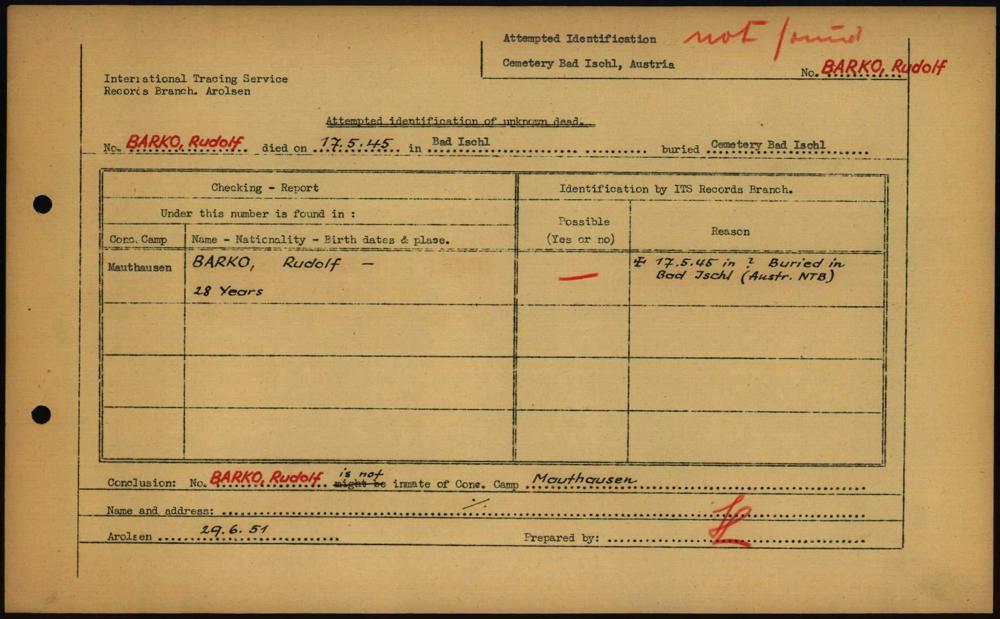 Attempted Identification not found
Cemetery Bad Ischl, Austria
No. BARKO, Rudolf
International Tracing Service
Records Branch. Arolsen
Attempted identification of unknown dead.
No. BARKO, Rudolf died on 17.5.45 in Bad Ischl buried Cemetery Bad Ischl
Checking - Report
Identification by ITS Records Branch.
Under this number is found in :
Possible
(Yes or no)
Reason
Conc. Camp Name - Nationality - Birth dates & place.
Mauthausen BARKO, Rudolf —
28 Years
—
✠ 17.5.45 in ? Buried in
Bad Ischl (Austr. NTB)
Conclusion: No. BARKO, Rudolf is not might be inmate of Conc. Camp Mauthausen
Name and address: ·/.
Arolsen 29.6.51 Prepared by: